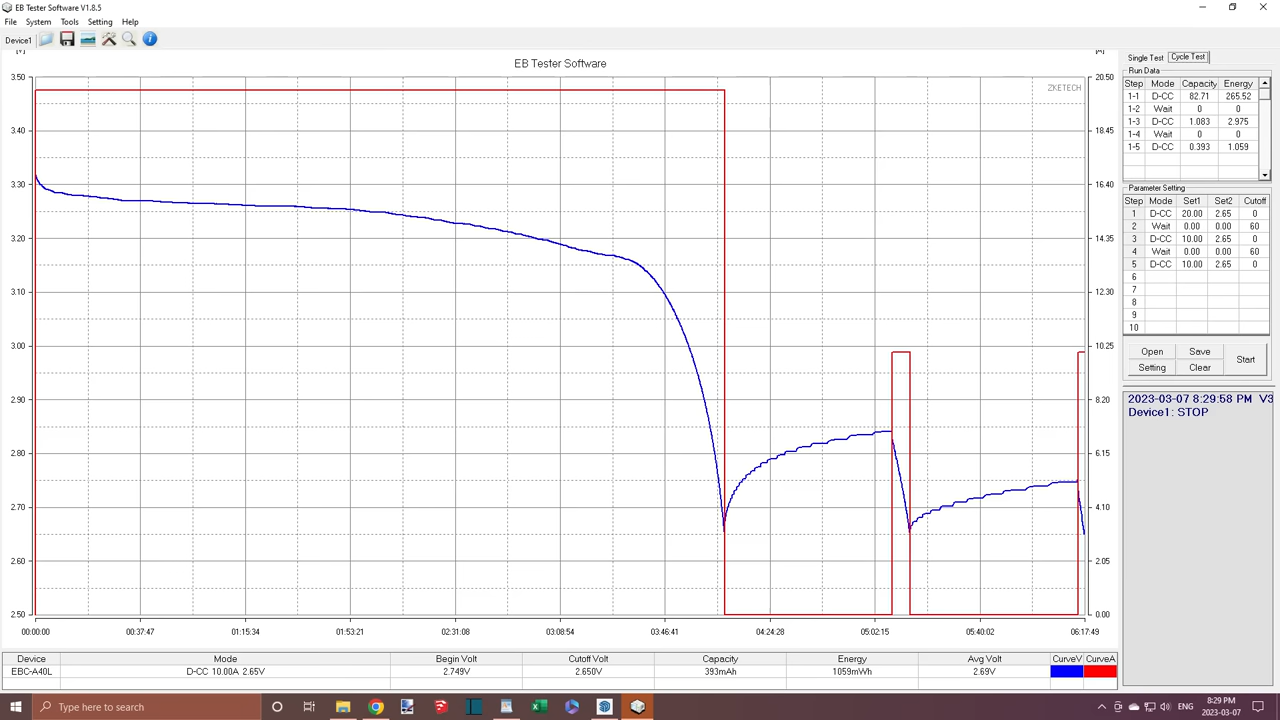 EB Tester Software V1.8.5
File System Tools Setting Help
Device1
[V] [A]
EB Tester Software
ZKETECH
3.50 20.50
3.40 18.45
3.30 16.40
3.20 14.35
3.10 12.30
3.00 10.25
2.90 8.20
2.80 6.15
2.70 4.10
2.60 2.05
2.50 0.00
00:00:00 00:37:47 01:15:34 01:53:21 02:31:08 03:08:54 03:46:41 04:24:28 05:02:15 05:40:02 06:17:49
Device Mode Begin Volt Cutoff Volt Capacity Energy Avg Volt CurveV CurveA
EBC-A40L D-CC 10.00A 2.65V 2.749V 2.650V 393mAh 1059mWh 2.69V
Single Test Cycle Test
Run Data
Step Mode Capacity Energy
1-1 D-CC 82.71 265.52
1-2 Wait 0 0
1-3 D-CC 1.083 2.975
1-4 Wait 0 0
1-5 D-CC 0.393 1.059
Parameter Setting
Step Mode Set1 Set2 Cutoff
1 D-CC 20.00 2.65 0
2 Wait 0.00 0.00 60
3 D-CC 10.00 2.65 0
4 Wait 0.00 0.00 60
5 D-CC 10.00 2.65 0
6
7
8
9
10
Open Save Start
Setting Clear
2023-03-07 8:29:58 PM V3
Device1: STOP
Type here to search
ENG
8:29 PM
2023-03-07